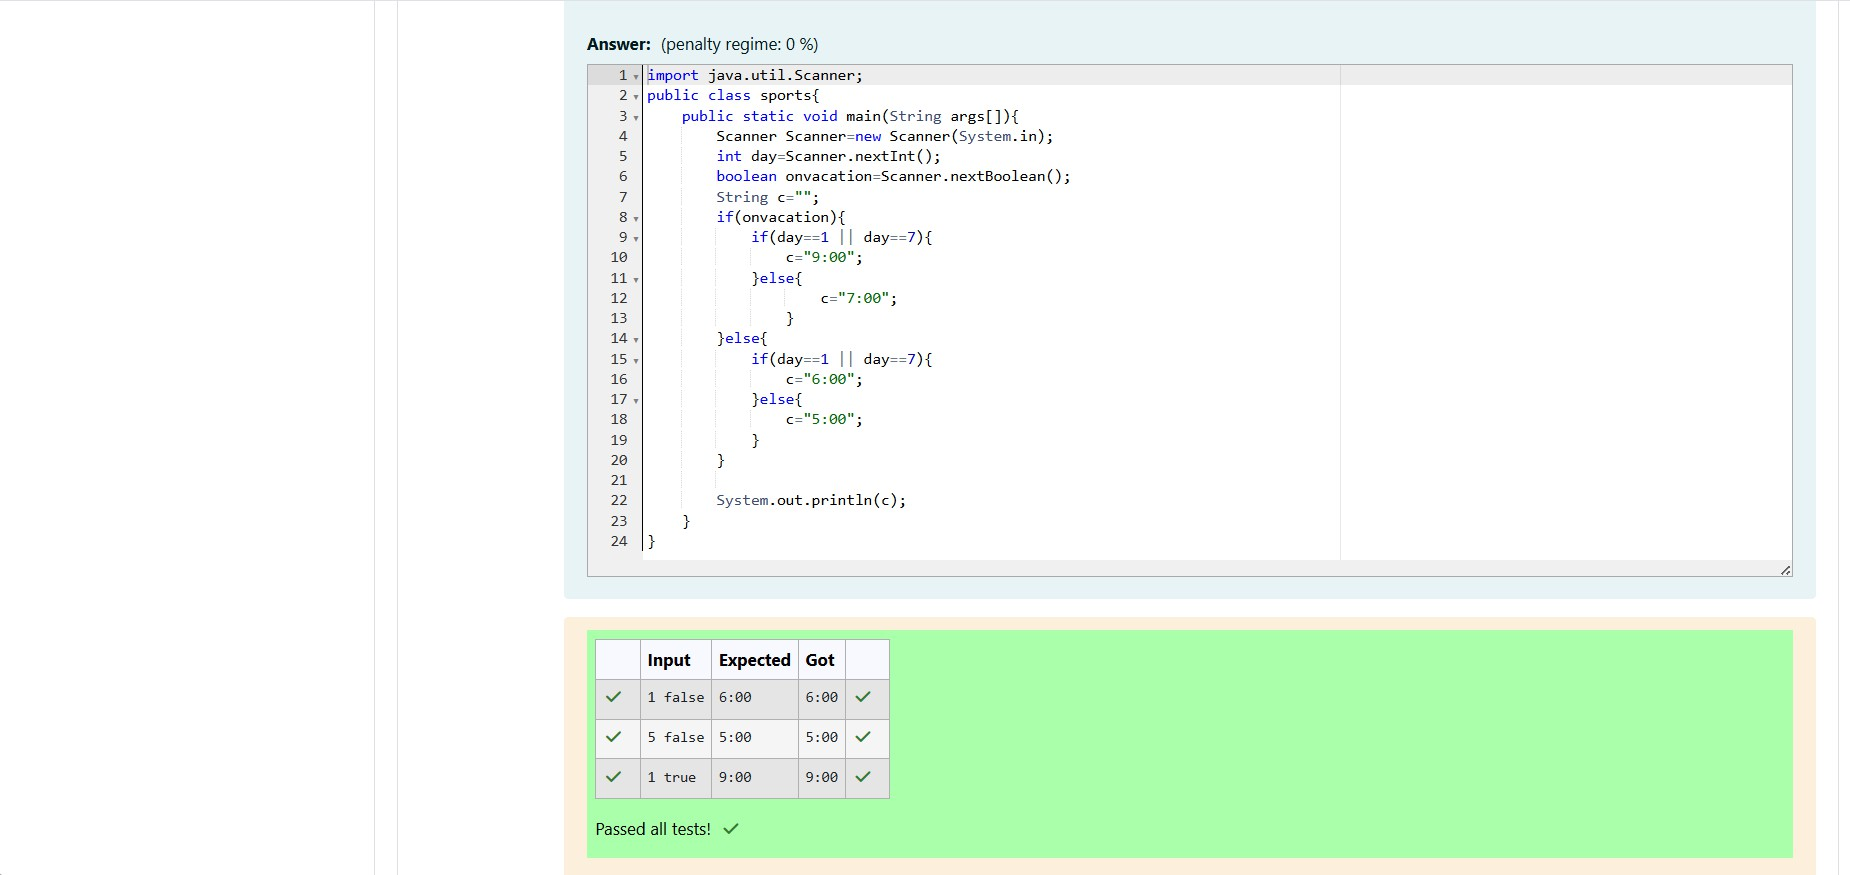 Answer: (penalty regime: 0 %)
1 import java.util.Scanner;
2 public class sports{
3     public static void main(String args[]){
4         Scanner Scanner=new Scanner(System.in);
5         int day=Scanner.nextInt();
6         boolean onvacation=Scanner.nextBoolean();
7         String c="";
8         if(onvacation){
9             if(day==1 || day==7){
10                 c="9:00";
11             }else{
12                     c="7:00";
13                 }
14         }else{
15             if(day==1 || day==7){
16                 c="6:00";
17             }else{
18                 c="5:00";
19             }
20         }
21
22         System.out.println(c);
23     }
24 }
Input Expected Got
1 false 6:00 6:00
5 false 5:00 5:00
1 true 9:00 9:00
Passed all tests!